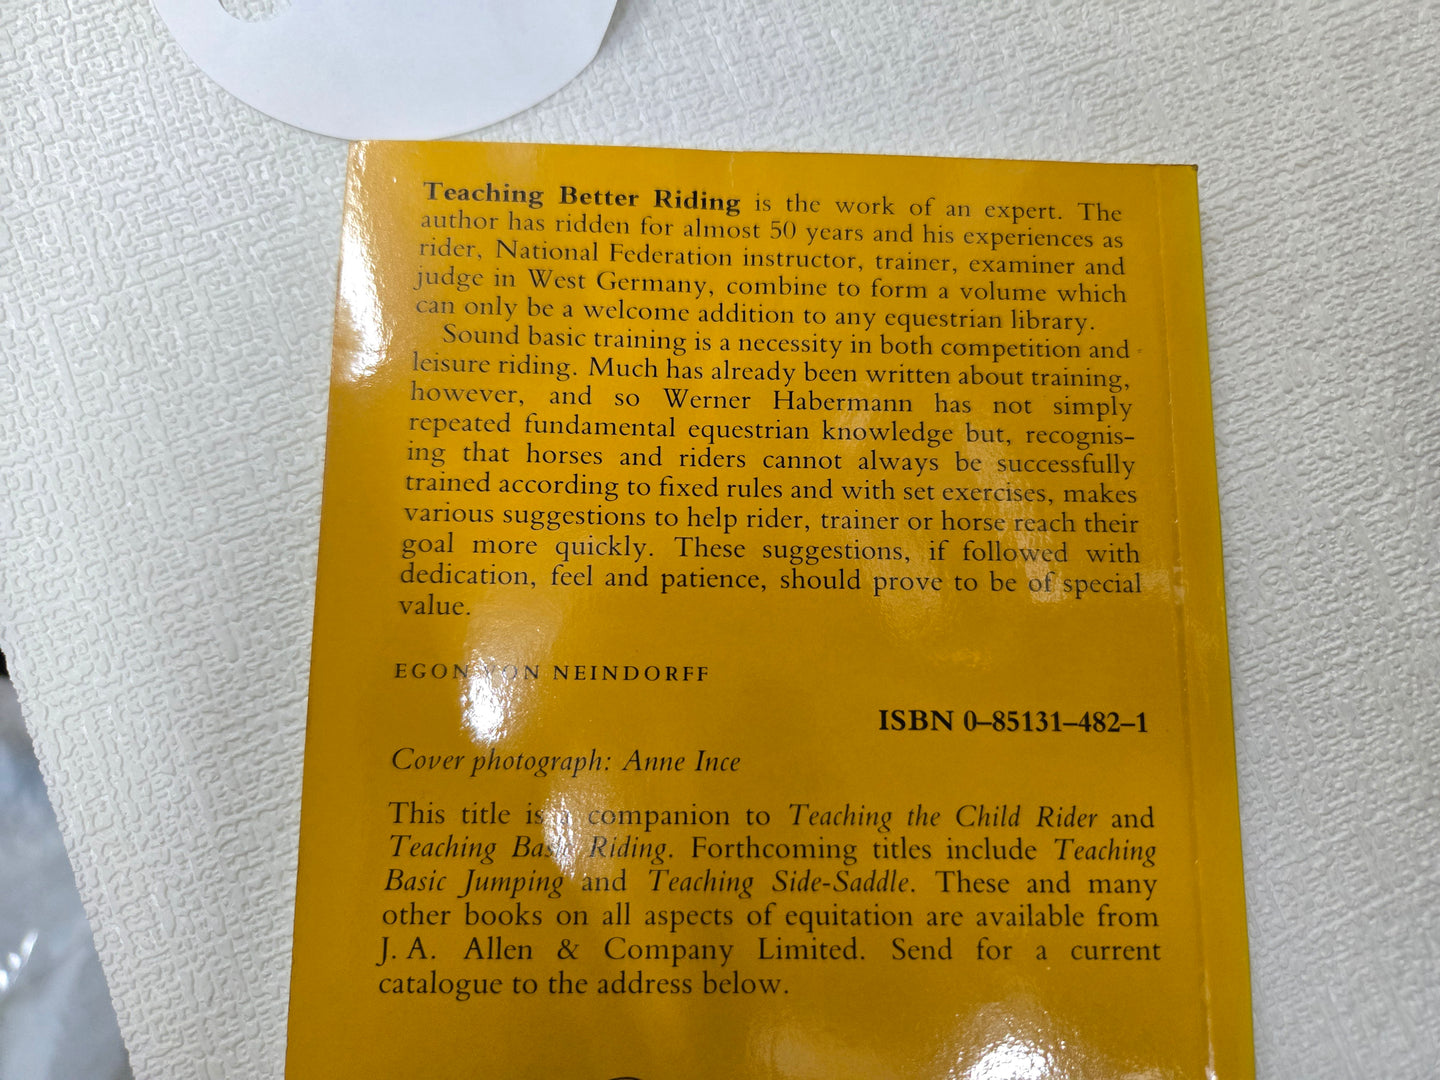 Teaching Better Riding is the work of an expert. The
author has ridden for almost 50 years and his experiences as
rider, National Federation instructor, trainer, examiner and
judge in West Germany, combine to form a volume which
can only be a welcome addition to any equestrian library.
Sound basic training is a necessity in both competition and
leisure riding. Much has already been written about training,
however, and so Werner Habermann has not simply
repeated fundamental equestrian knowledge but, recognis-
ing that horses and riders cannot always be successfully
trained according to fixed rules and with set exercises, makes
various suggestions to help rider, trainer or horse reach their
goal more quickly. These suggestions, if followed with
dedication, feel and patience, should prove to be of special
value.
EGON VON NEINDORFF
ISBN 0–85131–482–1
Cover photograph: Anne Ince
This title is a companion to Teaching the Child Rider and
Teaching Basic Riding. Forthcoming titles include Teaching
Basic Jumping and Teaching Side-Saddle. These and many
other books on all aspects of equitation are available from
J. A. Allen & Company Limited. Send for a current
catalogue to the address below.